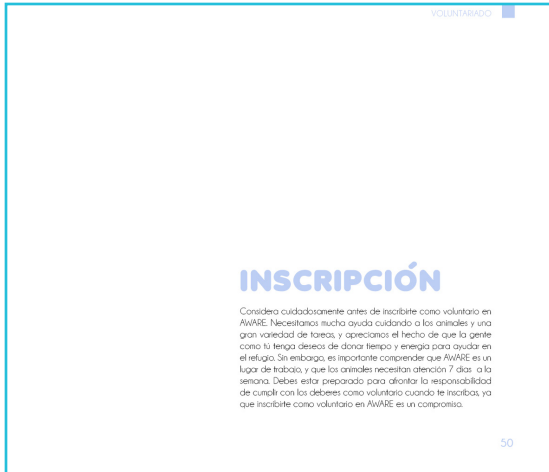 VOLUNTARIADO
INSCRIPCIÓN
Considera cuidadosamente antes de inscribirte como voluntario en
AWARE. Necesitamos mucha ayuda cuidando a los animales y una
gran variedad de tareas, y apreciamos el hecho de que la gente
como tú tenga deseos de donar tiempo y energía para ayudar en
el refugio. Sin embargo, es importante comprender que AWARE es un
lugar de trabajo, y que los animales necesitan atención 7 días a la
semana. Debes estar preparado para afrontar la responsabilidad
de cumplir con los deberes como voluntario cuando te inscribas, ya
que inscribirte como voluntario en AWARE es un compromiso.
50